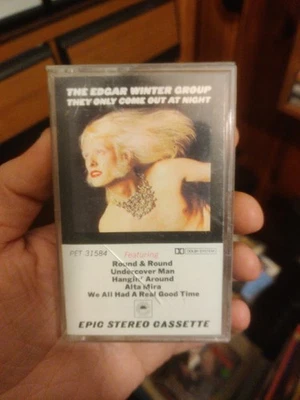 THE EDGAR WINTER GROUP
THEY ONLY COME OUT AT NIGHT
PET 31584
Featuring
Round & Round
Undercover Man
Hangin' Around
Alta Mira
We All Had A Real Good Time
EPIC STEREO CASSETTE